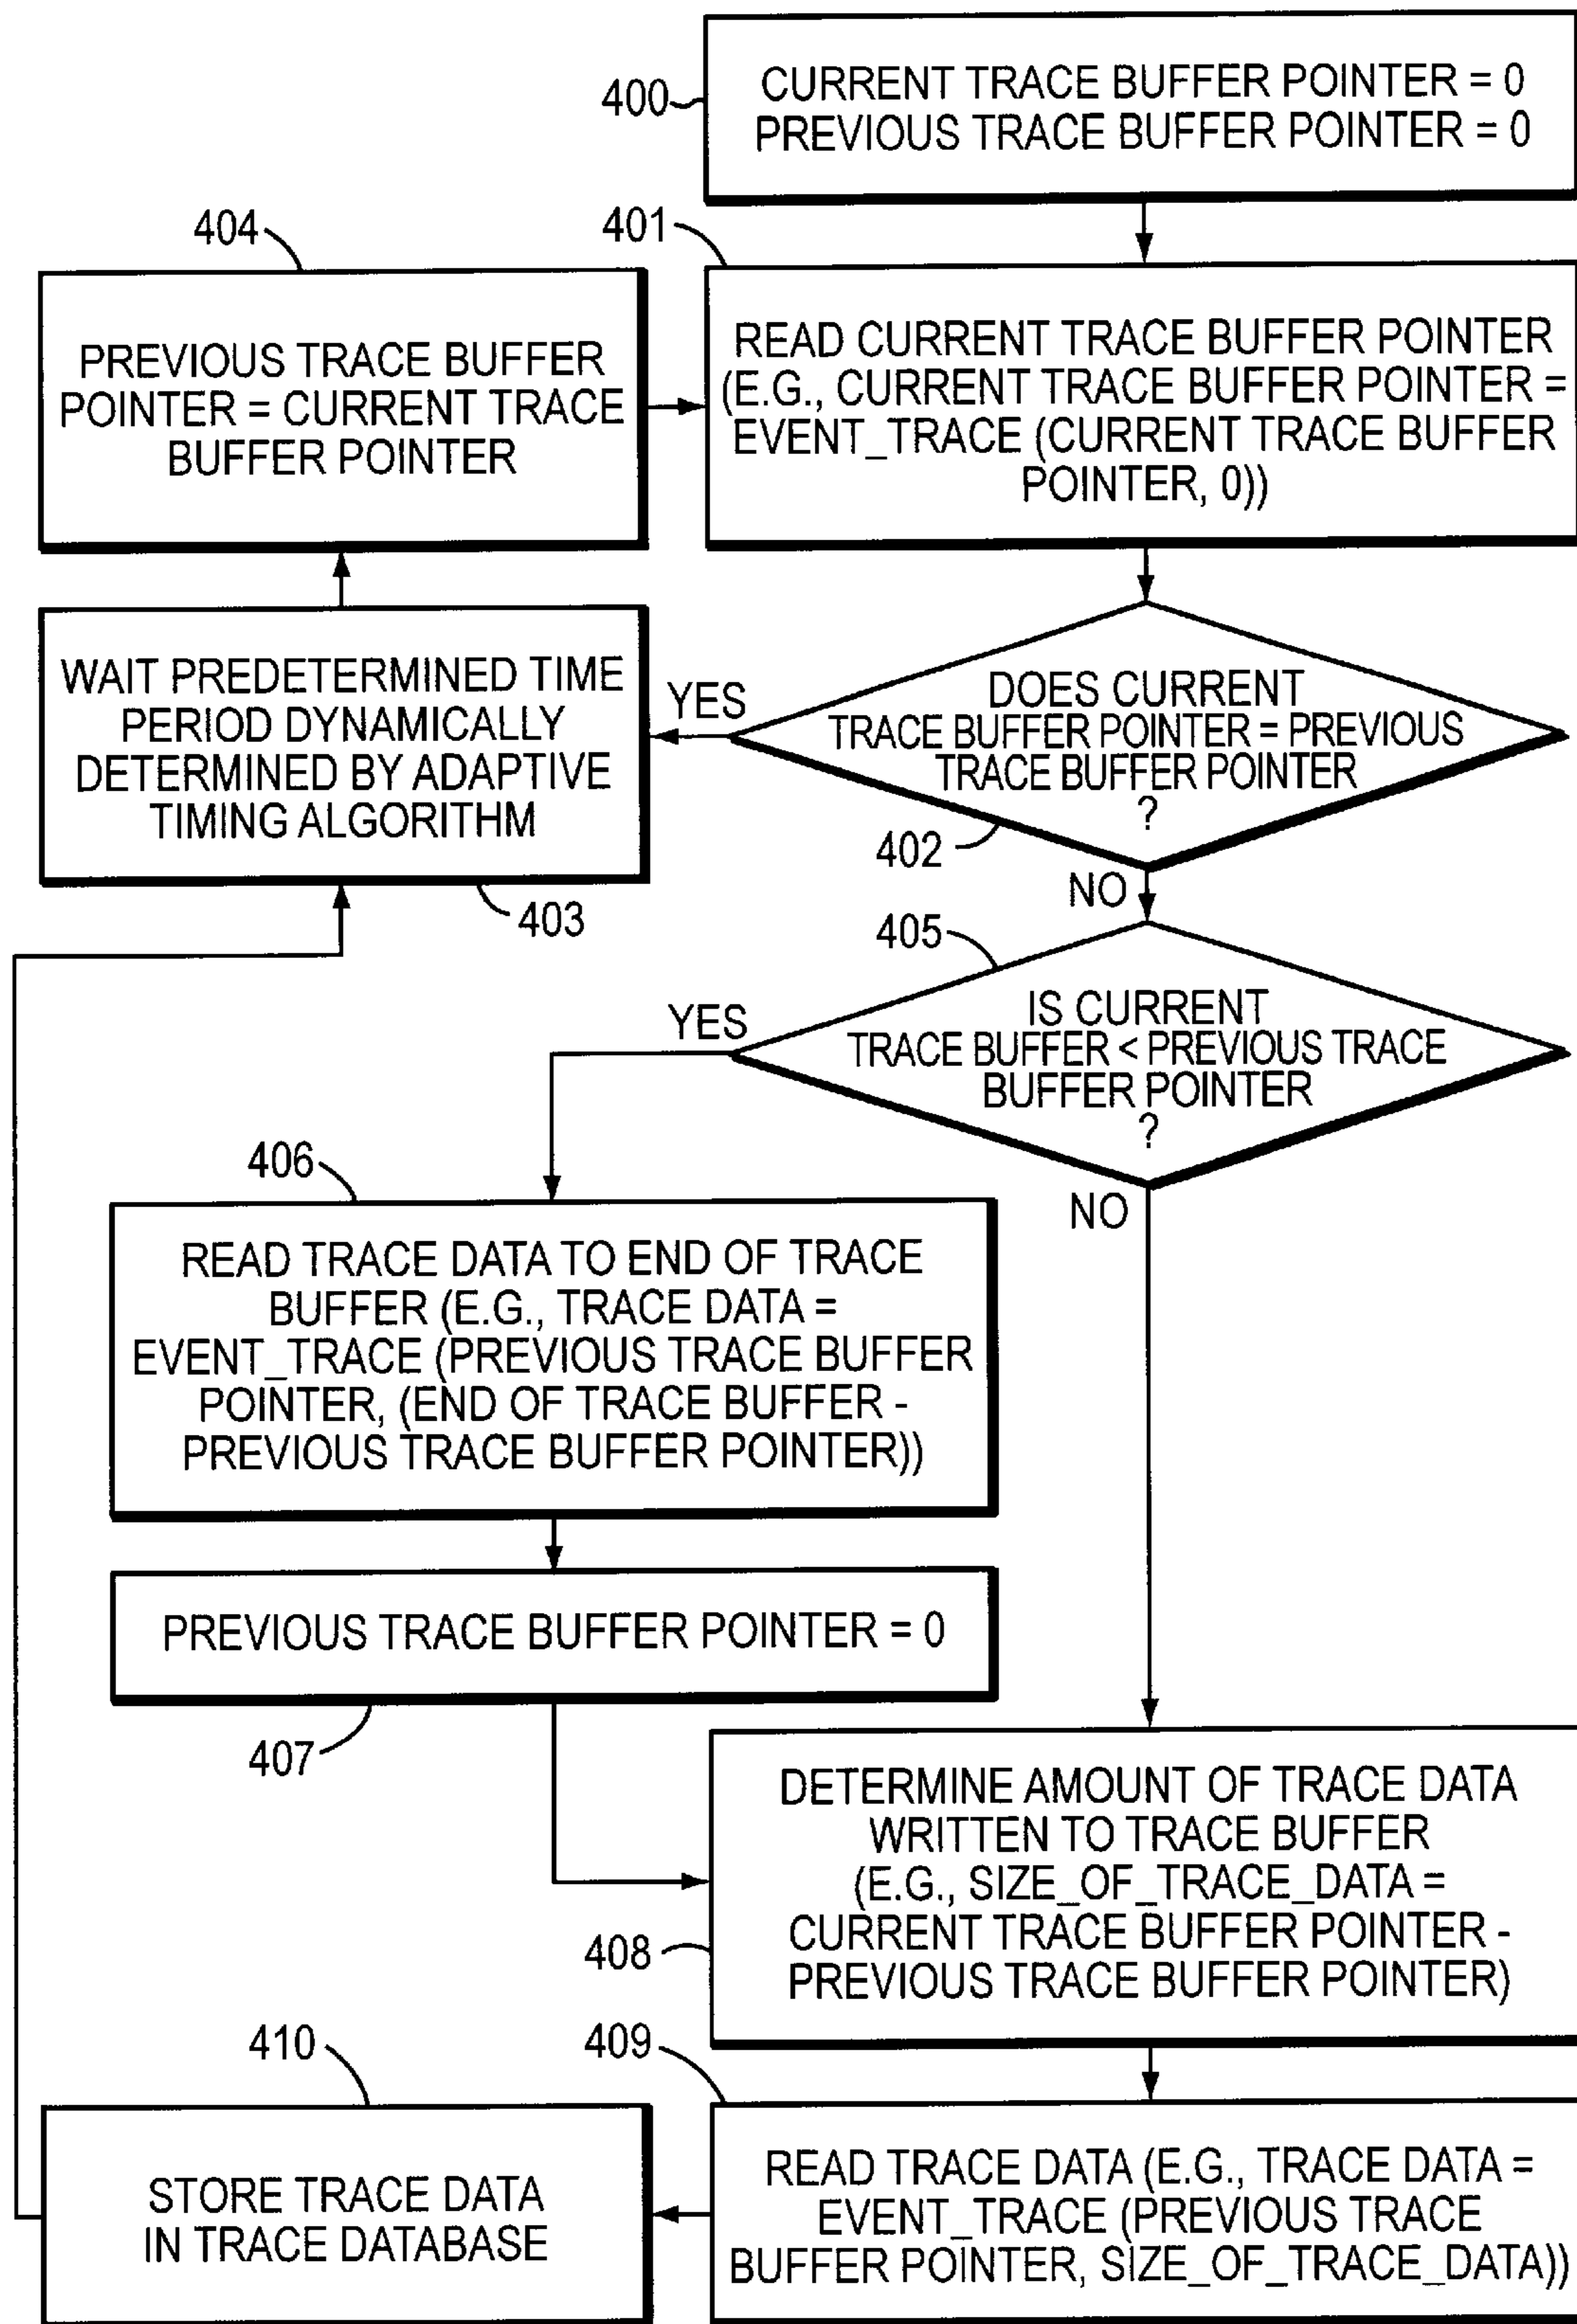 400
CURRENT TRACE BUFFER POINTER = 0
PREVIOUS TRACE BUFFER POINTER = 0
404
PREVIOUS TRACE BUFFER
POINTER = CURRENT TRACE
BUFFER POINTER
401
READ CURRENT TRACE BUFFER POINTER
(E.G., CURRENT TRACE BUFFER POINTER =
EVENT_TRACE (CURRENT TRACE BUFFER
POINTER, 0))
WAIT PREDETERMINED TIME
PERIOD DYNAMICALLY
DETERMINED BY ADAPTIVE
TIMING ALGORITHM
403
YES
DOES CURRENT
TRACE BUFFER POINTER = PREVIOUS
TRACE BUFFER POINTER
?
402
NO
405
YES
IS CURRENT
TRACE BUFFER < PREVIOUS TRACE
BUFFER POINTER
?
NO
406
READ TRACE DATA TO END OF TRACE
BUFFER (E.G., TRACE DATA =
EVENT_TRACE (PREVIOUS TRACE BUFFER
POINTER, (END OF TRACE BUFFER -
PREVIOUS TRACE BUFFER POINTER))
PREVIOUS TRACE BUFFER POINTER = 0
407
408
DETERMINE AMOUNT OF TRACE DATA
WRITTEN TO TRACE BUFFER
(E.G., SIZE_OF_TRACE_DATA =
CURRENT TRACE BUFFER POINTER -
PREVIOUS TRACE BUFFER POINTER)
409
READ TRACE DATA (E.G., TRACE DATA =
EVENT_TRACE (PREVIOUS TRACE
BUFFER POINTER, SIZE_OF_TRACE_DATA))
410
STORE TRACE DATA
IN TRACE DATABASE